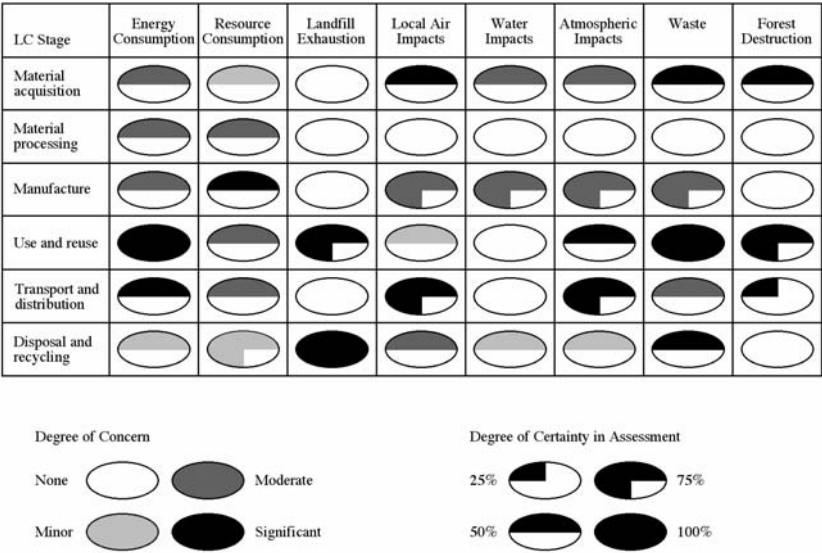 LC Stage
Energy
Consumption
Resource
Consumption
Landfill
Exhaustion
Local Air
Impacts
Water
Impacts
Atmospheric
Impacts
Waste
Forest
Destruction
Material
acquisition
Material
processing
Manufacture
Use and reuse
Transport and
distribution
Disposal and
recycling
Degree of Concern
None
Moderate
Minor
Significant
Degree of Certainty in Assessment
25%
75%
50%
100%